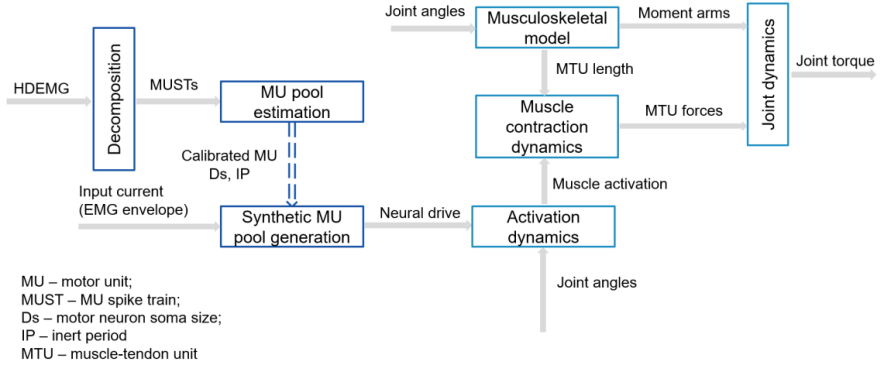 Joint angles
Musculoskeletal
model
Moment arms
Joint dynamics
Joint torque
HDEMG
Decomposition
MUSTs
MU pool
estimation
MTU length
Muscle
contraction
dynamics
MTU forces
Calibrated MU
Ds, IP
Muscle activation
Input current
(EMG envelope)
Synthetic MU
pool generation
Neural drive
Activation
dynamics
Joint angles
MU – motor unit;
MUST – MU spike train;
Ds – motor neuron soma size;
IP – inert period
MTU – muscle-tendon unit